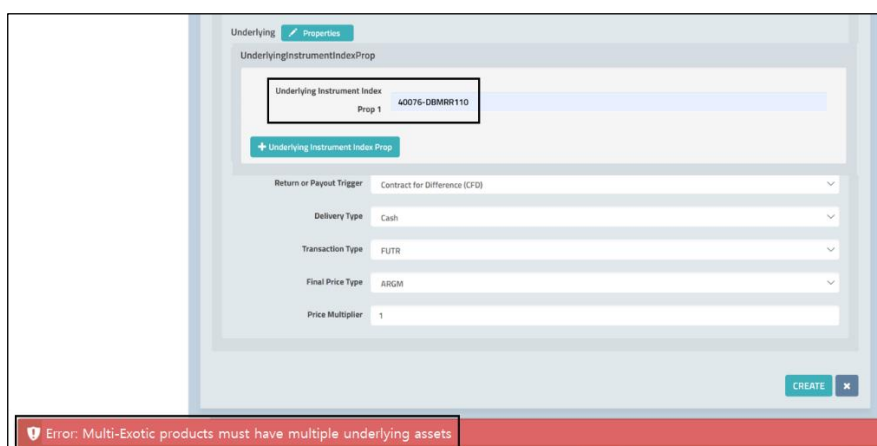 Underlying Properties
UnderlyingInstrumentIndexProp
Underlying Instrument Index
Prop 1 40076-DBMRR110
+ Underlying Instrument Index Prop
Return or Payout Trigger Contract for Difference (CFD)
Delivery Type Cash
Transaction Type FUTR
Final Price Type ARGM
Price Multiplier 1
CREATE x
Error: Multi-Exotic products must have multiple underlying assets